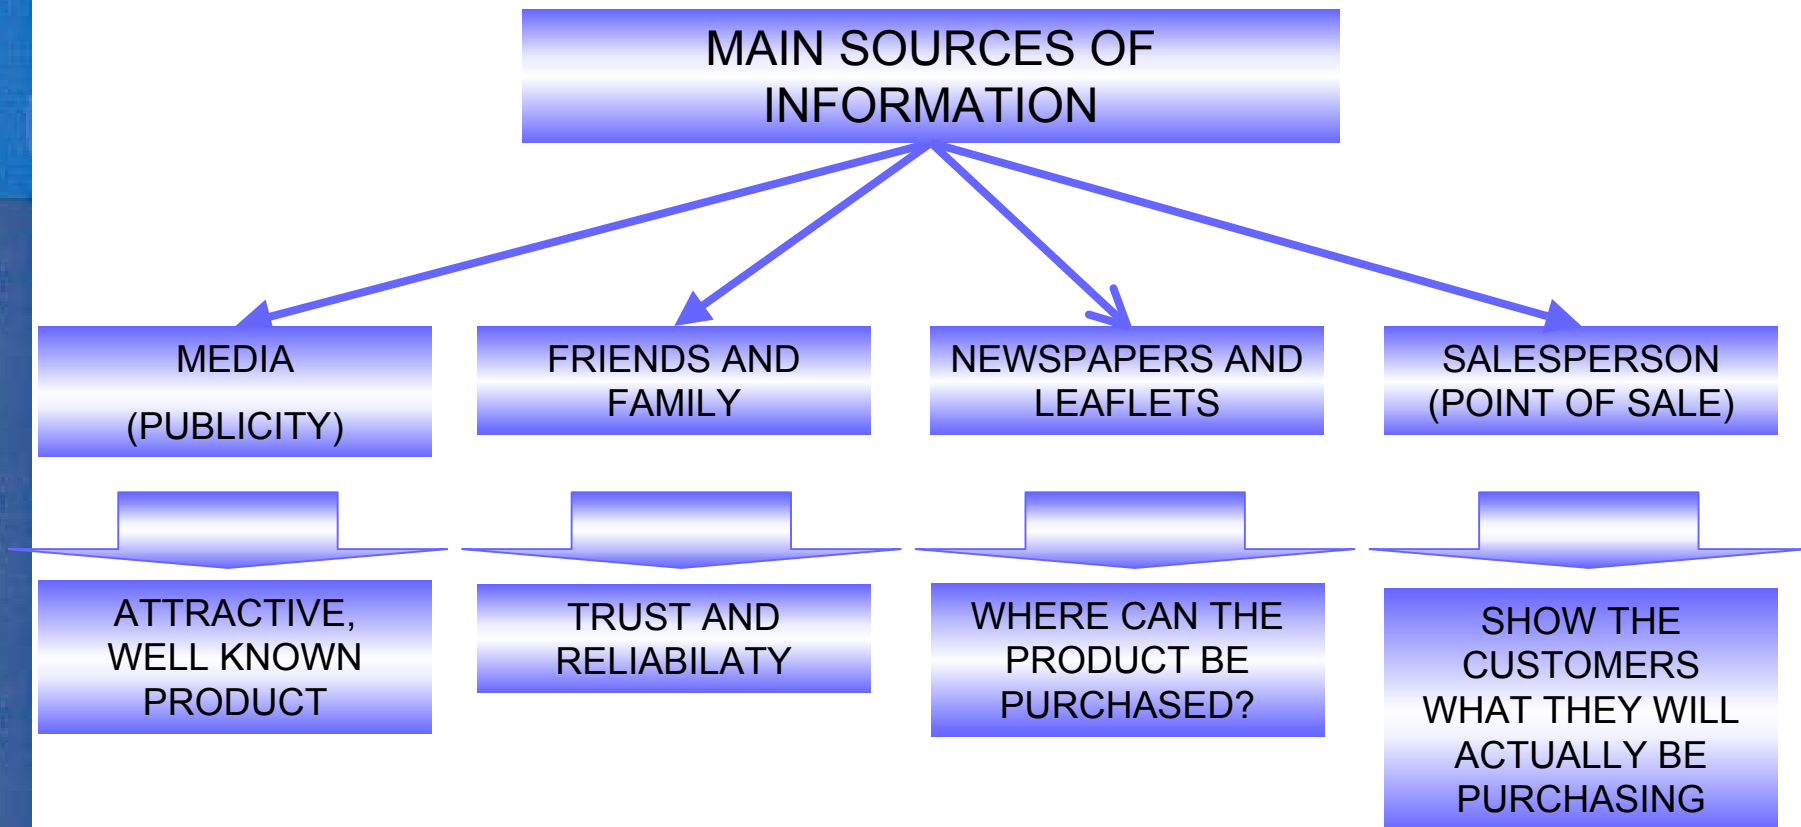 MAIN SOURCES OF
INFORMATION
MEDIA
(PUBLICITY)
FRIENDS AND
FAMILY
NEWSPAPERS AND
LEAFLETS
SALESPERSON
(POINT OF SALE)
ATTRACTIVE,
WELL KNOWN
PRODUCT
TRUST AND
RELIABILATY
WHERE CAN THE
PRODUCT BE
PURCHASED?
SHOW THE
CUSTOMERS
WHAT THEY WILL
ACTUALLY BE
PURCHASING